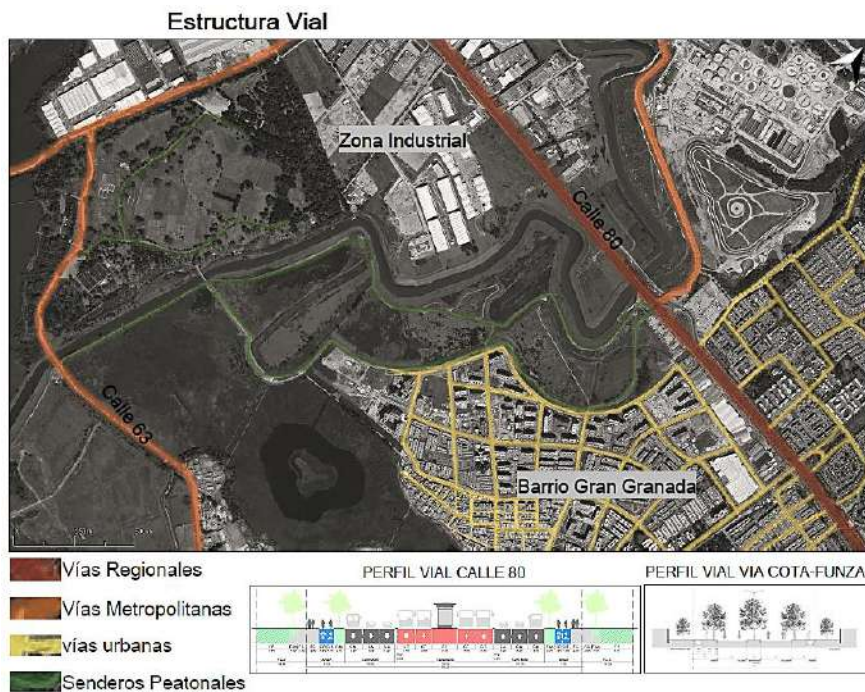 Estructura Vial
Zona Industrial
Calle 80
Calle 63
Barrio Gran Granada
Vías Regionales
Vías Metropolitanas
vías urbanas
Senderos Peatonales
PERFIL VIAL CALLE 80
PERFIL VIAL VIA COTA-FUNZA